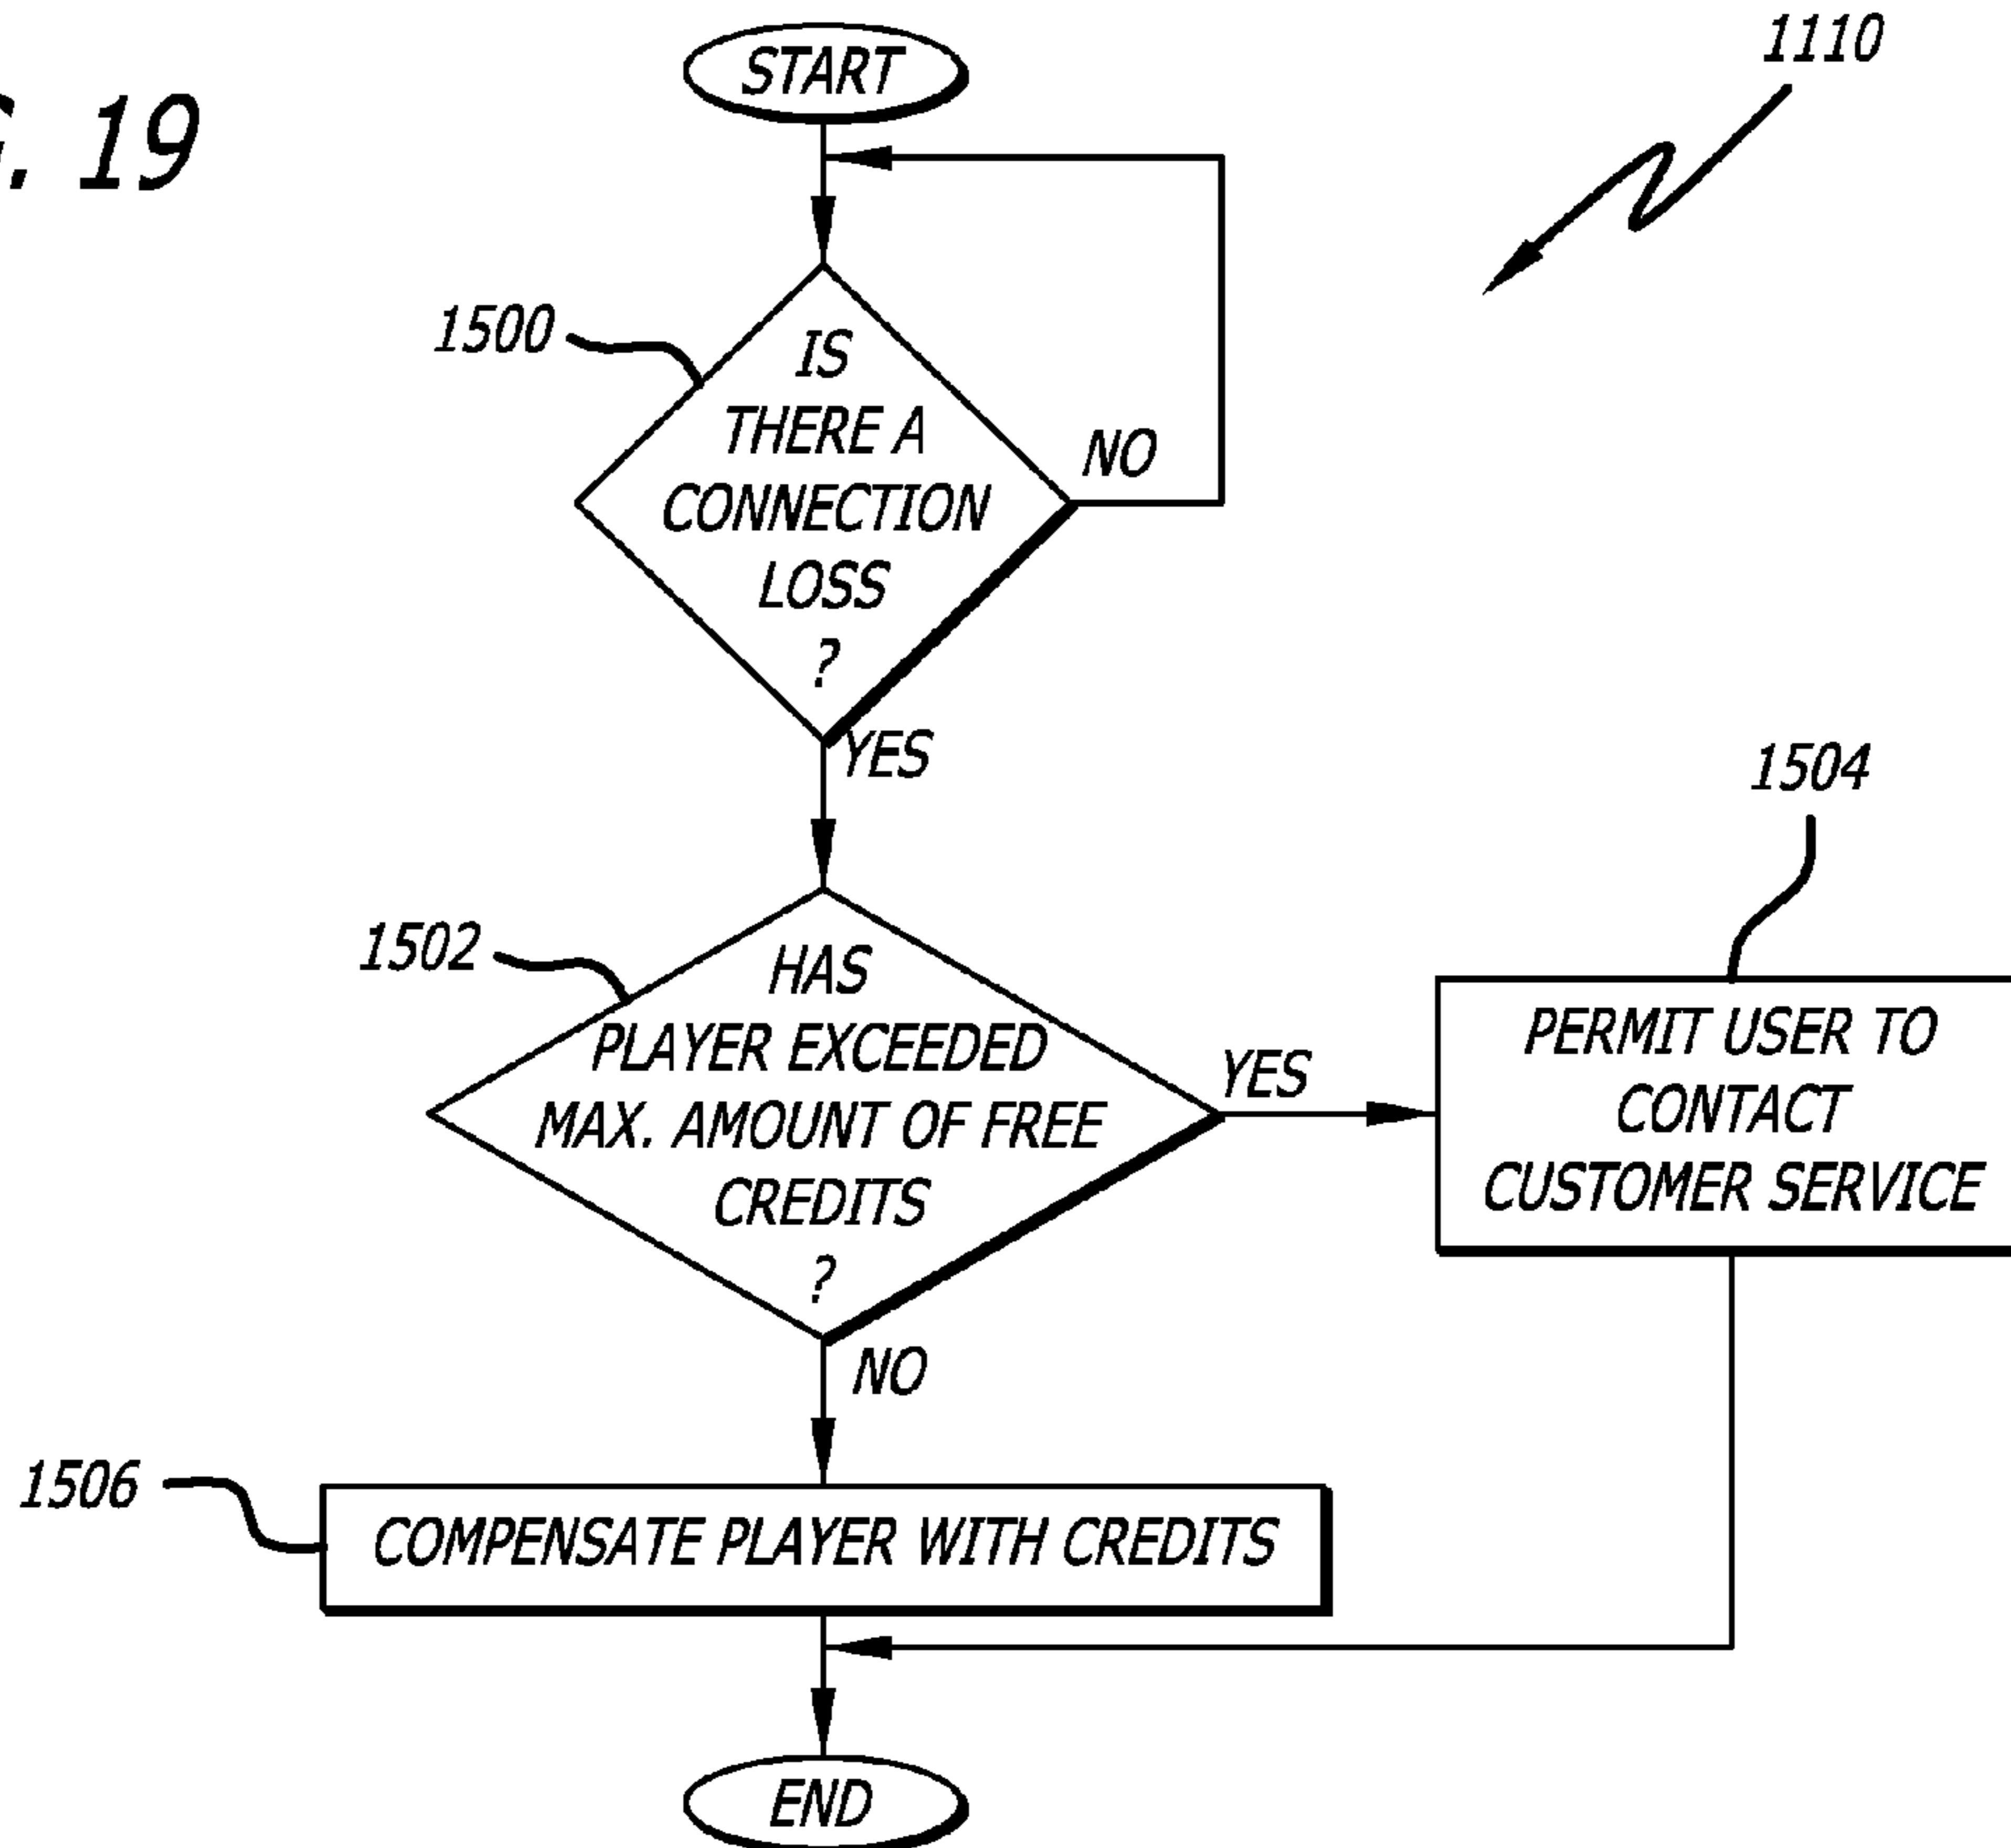 START
1110
G. 19
1500
IS
THERE A
CONNECTION
LOSS
?
NO
YES
1504
1502
HAS
PLAYER EXCEEDED
MAX. AMOUNT OF FREE
CREDITS
?
YES
PERMIT USER TO
CONTACT
CUSTOMER SERVICE
NO
1506
COMPENSATE PLAYER WITH CREDITS
END